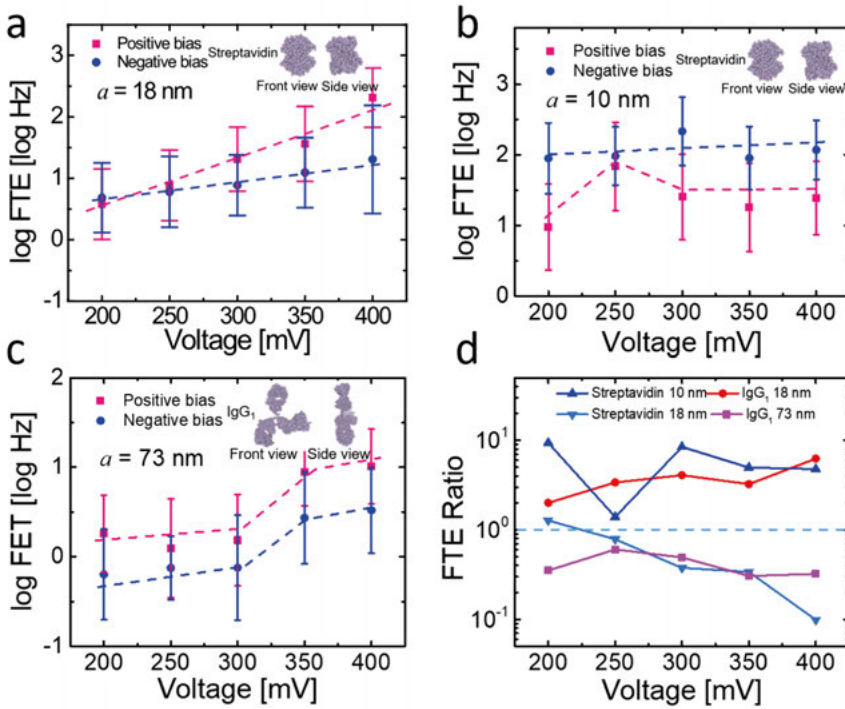 a
Positive bias
Negative bias
Streptavidin
Front view Side view
a = 18 nm
log FTE [log Hz]
3
2
1
0
-1
200 250 300 350 400
Voltage [mV]
b
Positive bias
Negative bias
Streptavidin
Front view Side view
a = 10 nm
log FTE [log Hz]
3
2
1
0
200 250 300 350 400
Voltage [mV]
c
Positive bias
Negative bias
IgG1
Front view Side view
a = 73 nm
log FET [log Hz]
2
1
0
-1
200 250 300 350 400
Voltage [mV]
d
Streptavidin 10 nm IgG1 18 nm
Streptavidin 18 nm IgG1 73 nm
FTE Ratio
10²
10¹
10⁰
10⁻¹
200 250 300 350 400
Voltage [mV]